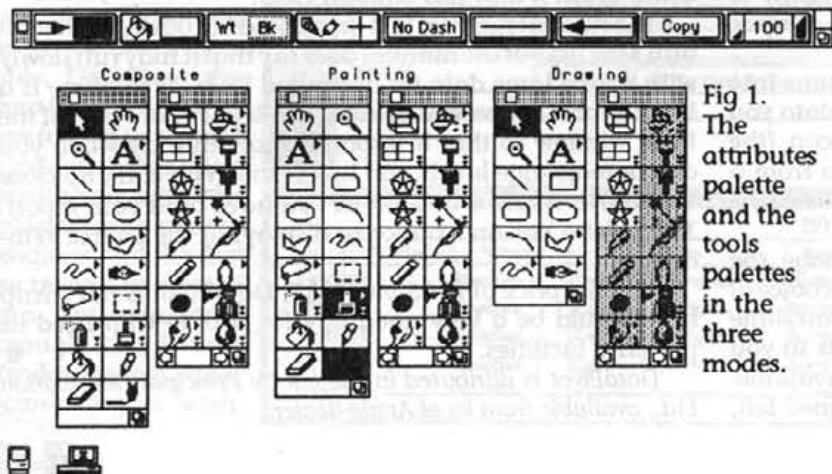 Wt Bk No Dash Copy 100
Composite Painting Drawing
A A
Fig 1.
The
attributes
palette
and the
tools
palettes
in the
three
modes.